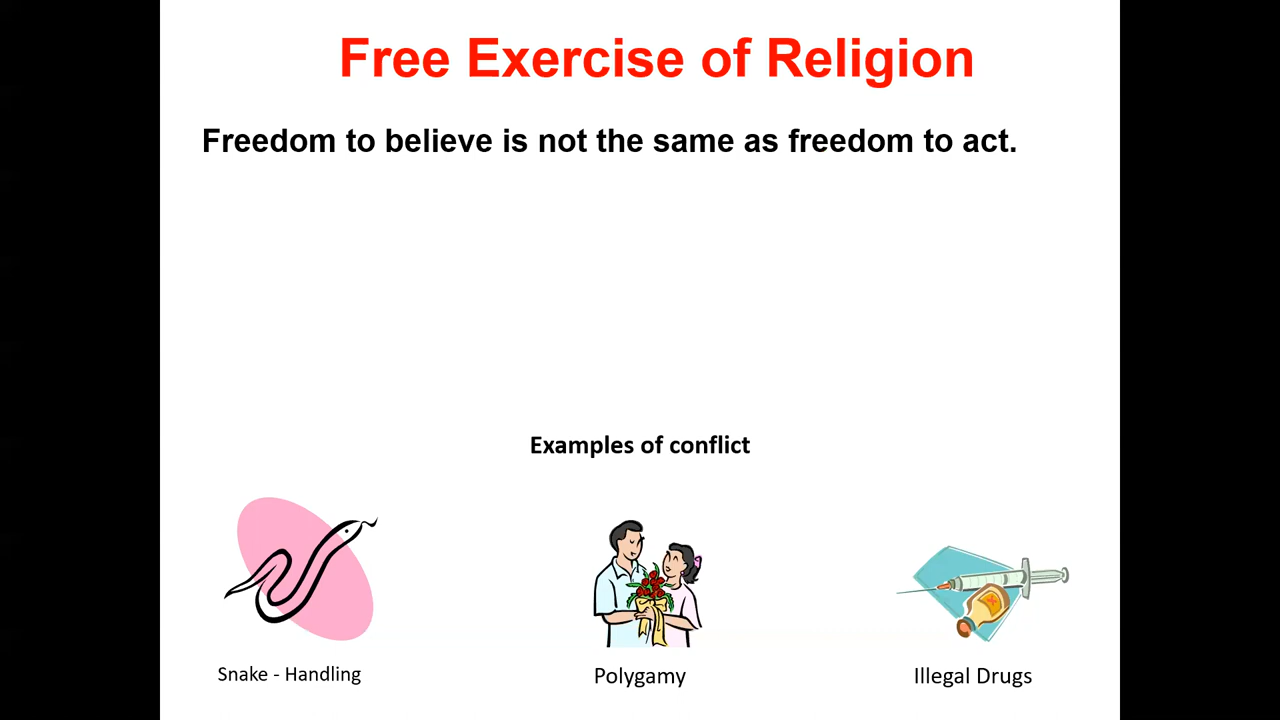 Free Exercise of Religion
Freedom to believe is not the same as freedom to act.
Examples of conflict
Snake - Handling
Polygamy
Illegal Drugs